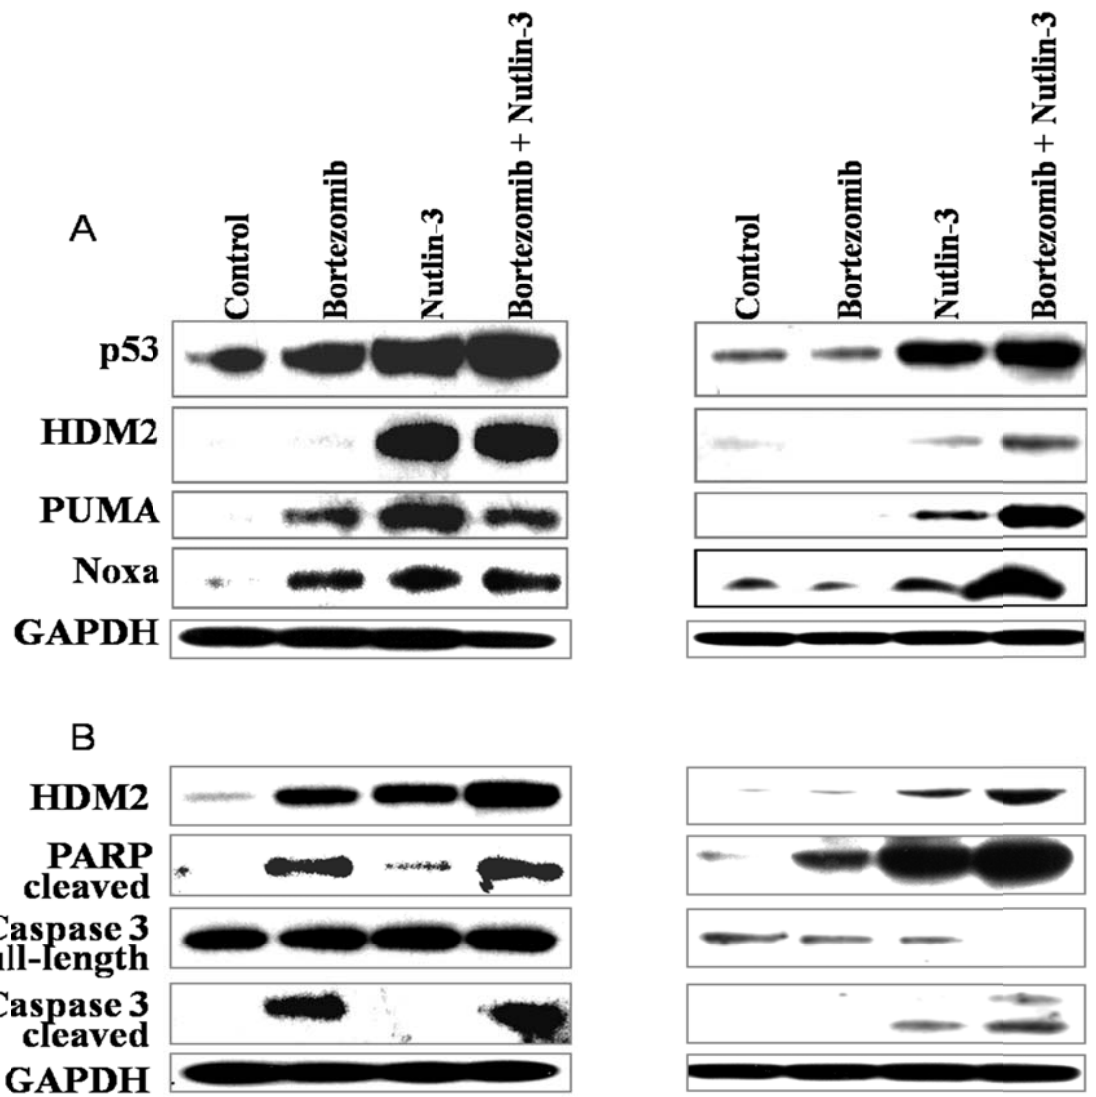 Control
Bortezomib
Nutlin-3
Bortezomib + Nutlin-3
Control
Bortezomib
Nutlin-3
Bortezomib + Nutlin-3
A
p53
HDM2
PUMA
Noxa
GAPDH
B
HDM2
PARP
cleaved
Caspase 3
ull-length
Caspase 3
cleaved
GAPDH